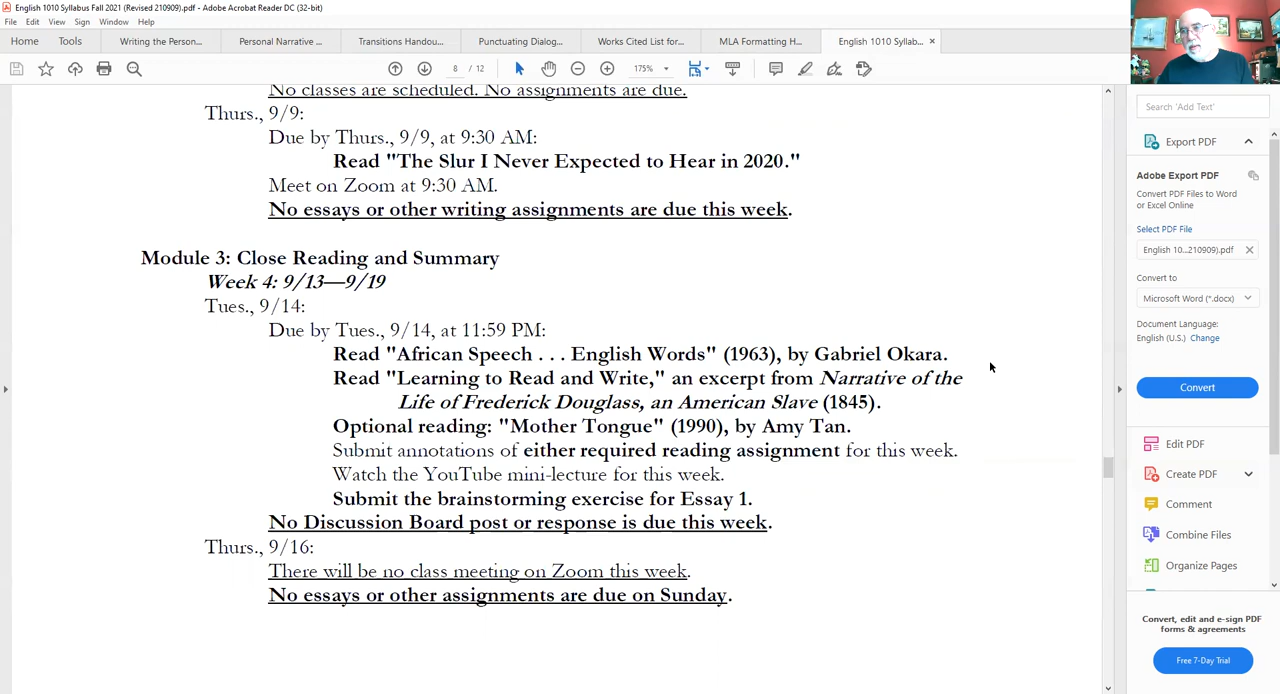 English 1010 Syllabus Fall 2021 (Revised 210909).pdf - Adobe Acrobat Reader DC (32-bit)
File Edit View Sign Window Help
Home Tools Writing the Person... Personal Narrative ... Transitions Handou... Punctuating Dialog... Works Cited List for... MLA Formatting H... English 1010 Syllab... ×
8 / 12 175%
No classes are scheduled. No assignments are due.
Thurs., 9/9:
Due by Thurs., 9/9, at 9:30 AM:
Read "The Slur I Never Expected to Hear in 2020."
Meet on Zoom at 9:30 AM.
No essays or other writing assignments are due this week.
Module 3: Close Reading and Summary
Week 4: 9/13—9/19
Tues., 9/14:
Due by Tues., 9/14, at 11:59 PM:
Read "African Speech . . . English Words" (1963), by Gabriel Okara.
Read "Learning to Read and Write," an excerpt from Narrative of the
Life of Frederick Douglass, an American Slave (1845).
Optional reading: "Mother Tongue" (1990), by Amy Tan.
Submit annotations of either required reading assignment for this week.
Watch the YouTube mini-lecture for this week.
Submit the brainstorming exercise for Essay 1.
No Discussion Board post or response is due this week.
Thurs., 9/16:
There will be no class meeting on Zoom this week.
No essays or other assignments are due on Sunday.
Search 'Add Text'
Export PDF
Adobe Export PDF
Convert PDF Files to Word
or Excel Online
Select PDF File
English 10...210909).pdf
Convert to
Microsoft Word (*.docx)
Document Language:
English (U.S.) Change
Convert
Edit PDF
Create PDF
Comment
Combine Files
Organize Pages
Convert, edit and e-sign PDF
forms & agreements
Free 7-Day Trial